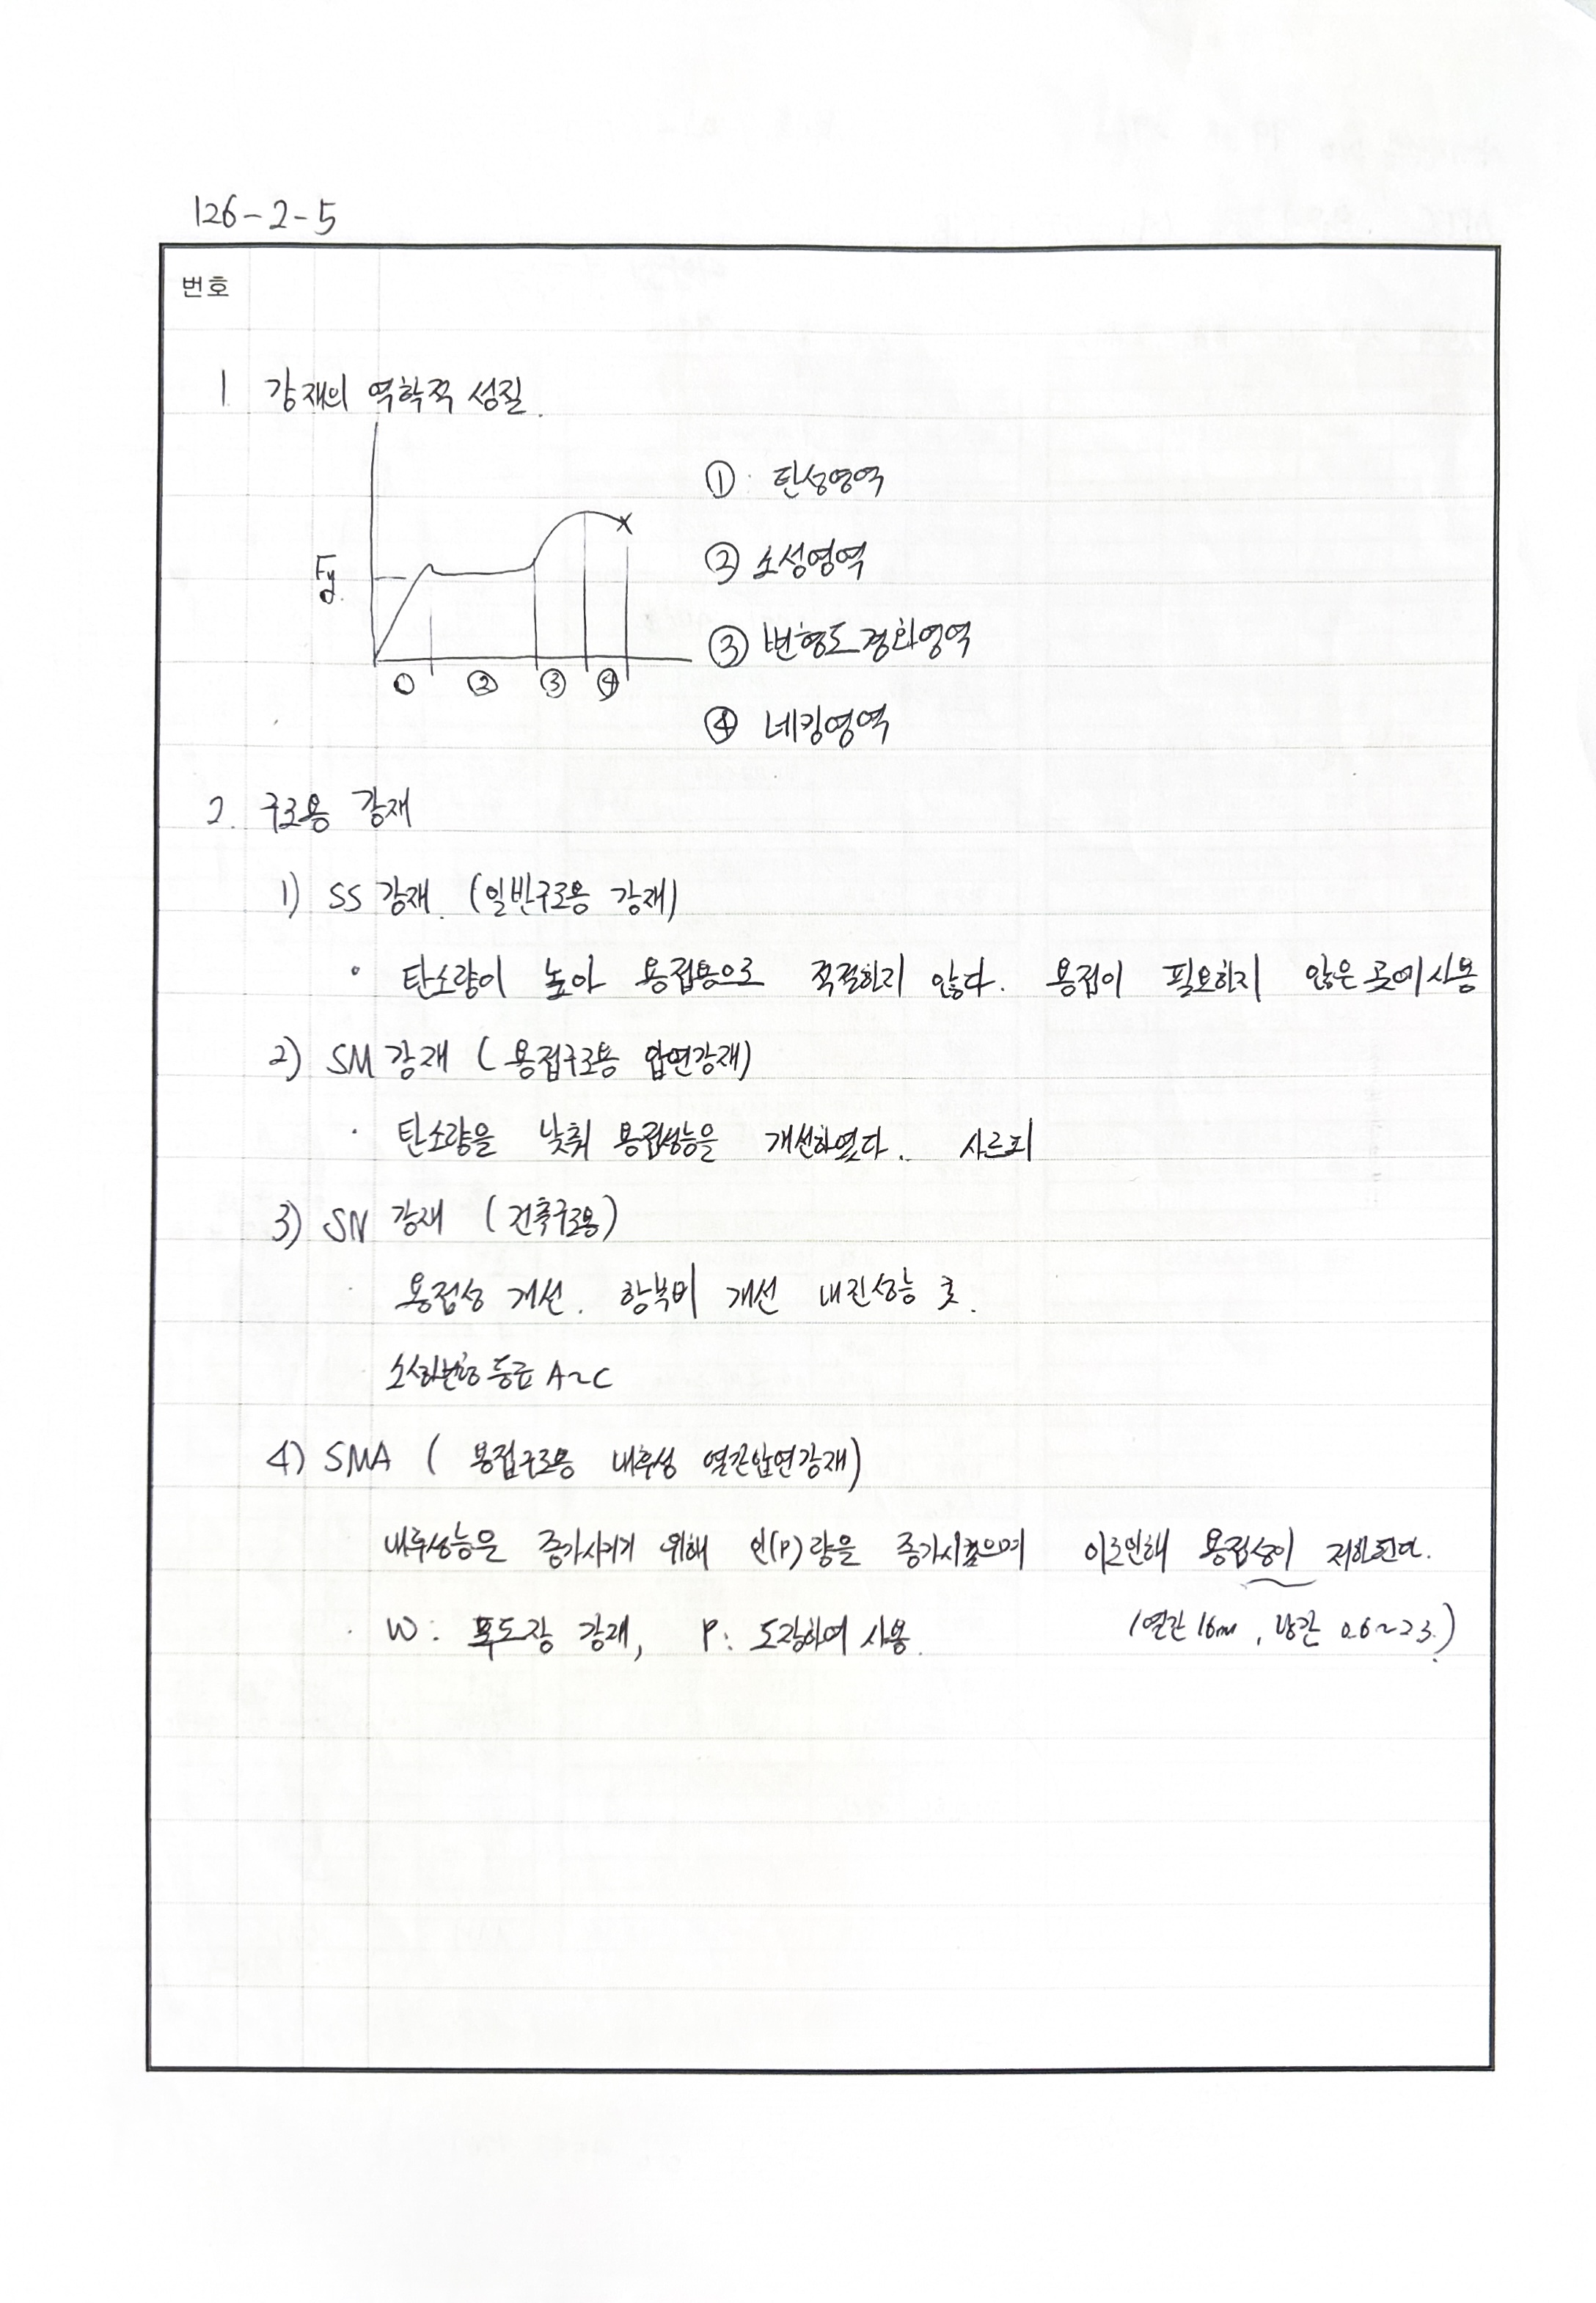 126-2-5
번호
1 강재의 역학적 성질.
Fy
① ② ③ ④
① : 탄성영역
② 소성영역
③ 변형도경화영역
④ 네킹영역
2. 구조용 강재
1) SS 강재. (일반구조용 강재)
• 탄소량이 높아 용접용으로 적절하지 않다. 용접이 필요하지 않은 곳에 사용
2) SM 강재 ( 용접구조용 압연강재)
· 탄소량을 낮춰 용접성능을 개선하였다.
3) SN 강재 ( 건축구조용)
· 용접성 개선. 항복비 개선 내진성능
소성변형 등급 A~C
4) SMA ( 용접구조용 내후성 열간압연강재)
내후성능을 증가시키기 위해 인(P)량을 증가시켰으며 이로인해 용접성이 저하된다.
· W : 무도장 강재, P : 도장하여 사용.
(열간 16m , 냉간 0.6~2.3.)